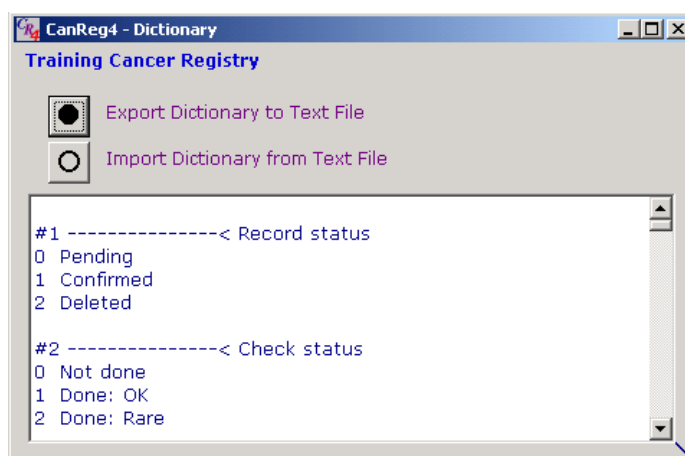 CR4 CanReg4 - Dictionary
Training Cancer Registry
Export Dictionary to Text File
Import Dictionary from Text File
#1 ---------------< Record status
0 Pending
1 Confirmed
2 Deleted
#2 ---------------< Check status
0 Not done
1 Done: OK
2 Done: Rare